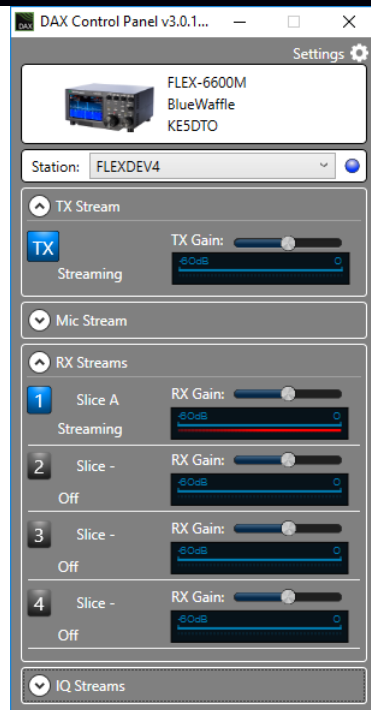 DAX DAX Control Panel v3.0.1...
Settings
FLEX-6600M
BlueWaffle
KE5DTO
Station: FLEXDEV4
TX Stream
TX TX Gain:
-60dB 0
Streaming
Mic Stream
RX Streams
1 Slice A RX Gain:
-60dB 0
Streaming
2 Slice - RX Gain:
-60dB 0
Off
3 Slice - RX Gain:
-60dB 0
Off
4 Slice - RX Gain:
-60dB 0
Off
IQ Streams